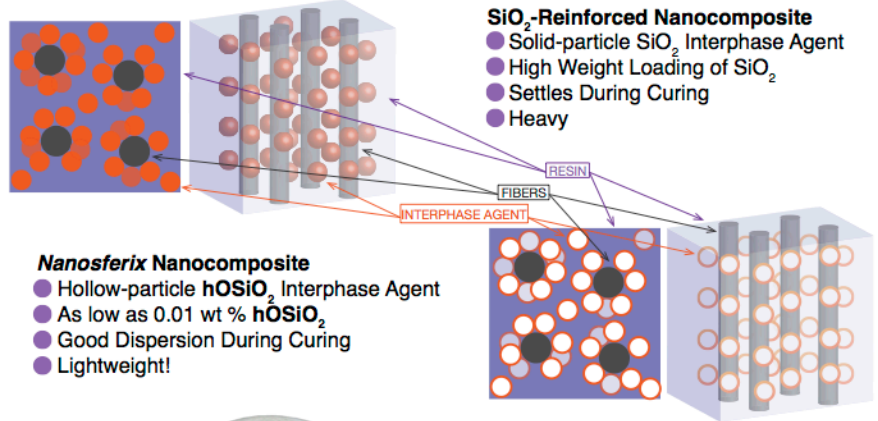 SiO₂-Reinforced Nanocomposite
Solid-particle SiO₂ Interphase Agent
High Weight Loading of SiO₂
Settles During Curing
Heavy
RESIN
FIBERS
INTERPHASE AGENT
Nanosferix Nanocomposite
Hollow-particle hOSiO₂ Interphase Agent
As low as 0.01 wt % hOSiO₂
Good Dispersion During Curing
Lightweight!